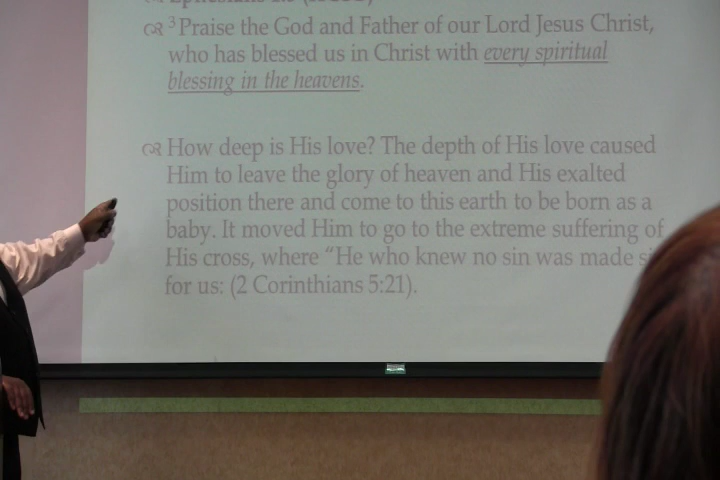 ³ Praise the God and Father of our Lord Jesus Christ,
who has blessed us in Christ with every spiritual
blessing in the heavens.
How deep is His love? The depth of His love caused
Him to leave the glory of heaven and His exalted
position there and come to this earth to be born as a
baby. It moved Him to go to the extreme suffering of
His cross, where “He who knew no sin was made
for us: (2 Corinthians 5:21).